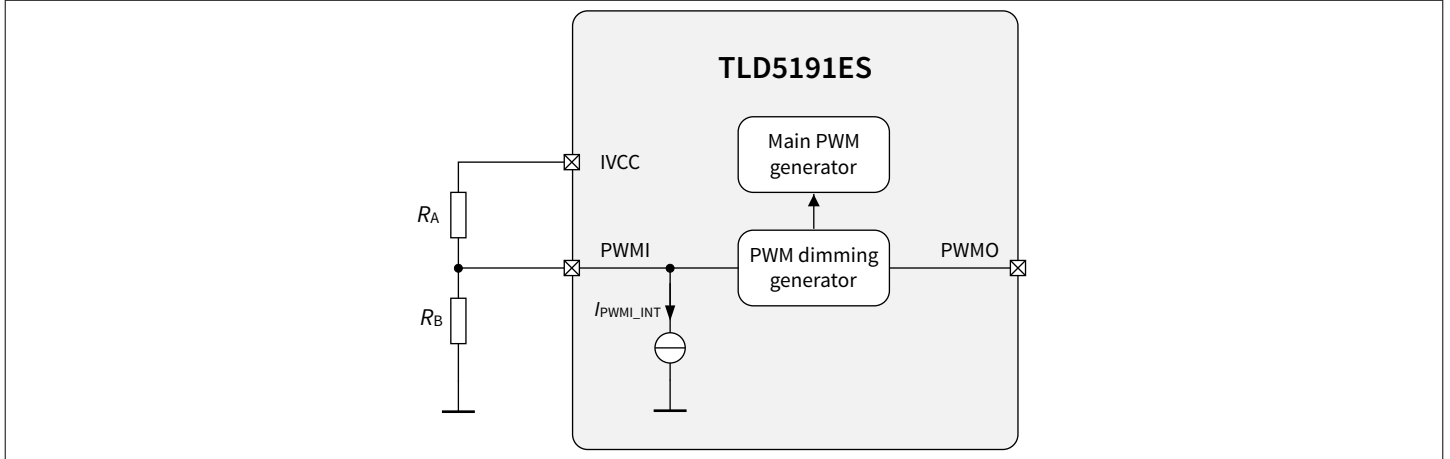 TLD5191ES
Main PWM
generator
IVCC
RA
PWMI
PWM dimming
generator
PWMO
IPWMI_INT
RB